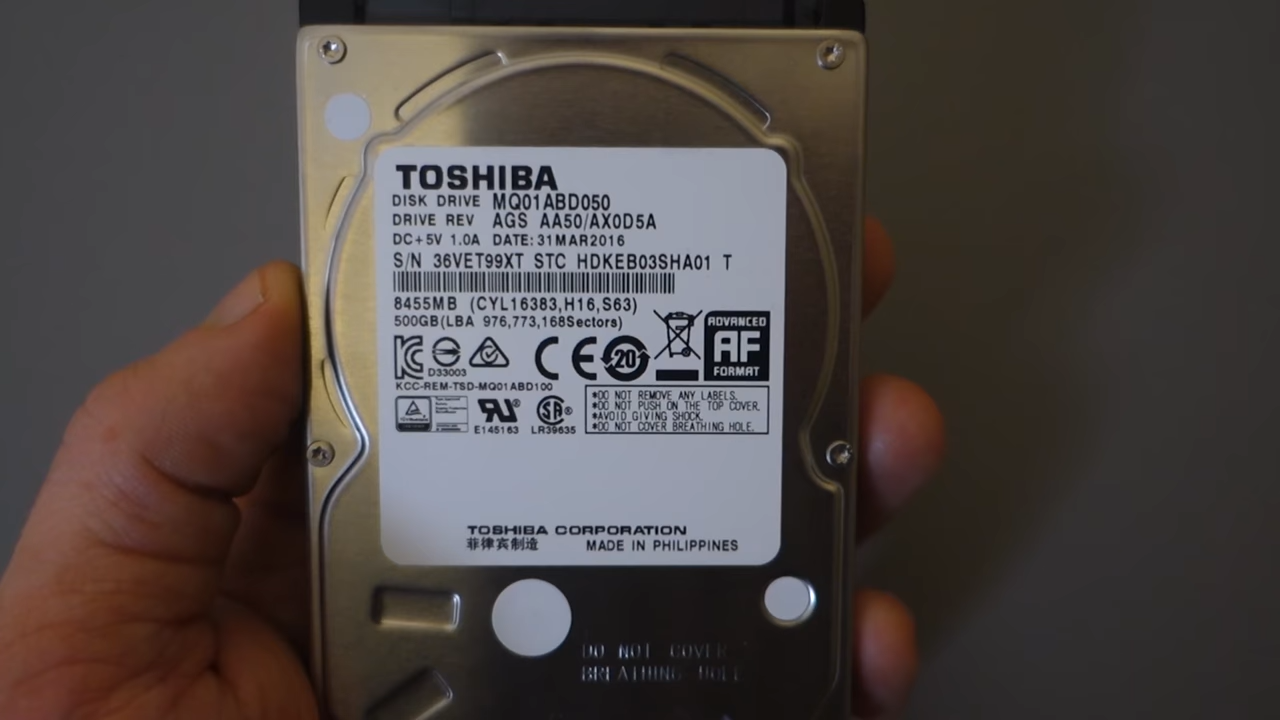 TOSHIBA
DISK DRIVE MQ01ABD050
DRIVE REV AGS AA50/AX0D5A
DC+5V 1.0A DATE:31MAR2016
S/N 36VET99XT STC HDKEB03SHA01 T
8455MB (CYL16383,H16,S63)
500GB(LBA 976,773,168Sectors)
D33003
20
ADVANCED
AF
FORMAT
KCC-REM-TSD-MQ01ABD100
E145163
LR39635
*DO NOT REMOVE ANY LABELS.
*DO NOT PUSH ON THE TOP COVER.
*AVOID GIVING SHOCK.
*DO NOT COVER BREATHING HOLE.
TOSHIBA CORPORATION
菲律宾制造 MADE IN PHILIPPINES
DO NOT COVER
BREATHING HOLE